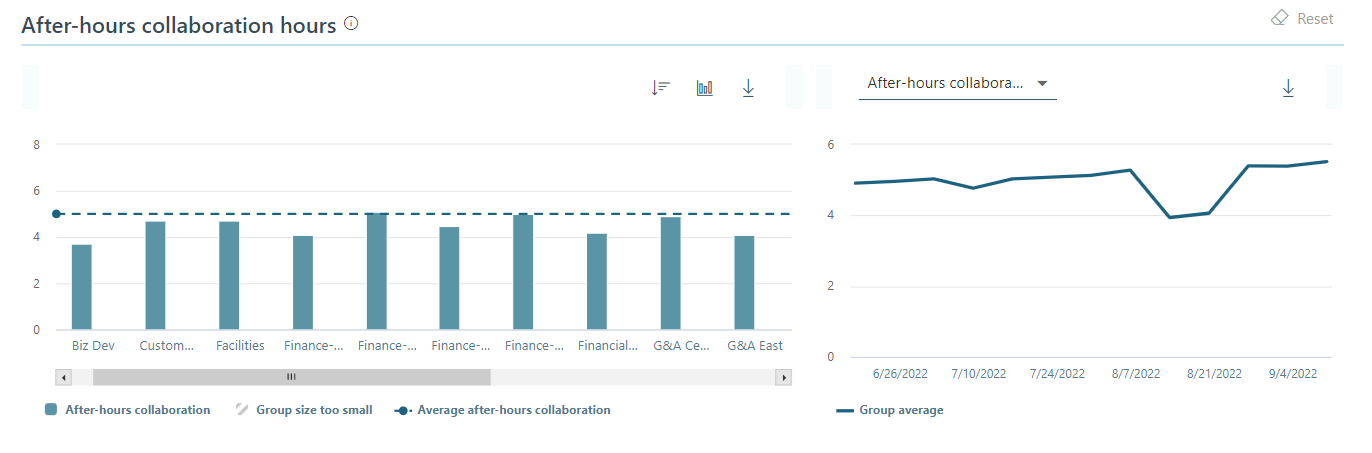 After-hours collaboration hours
Reset
After-hours collabora...
8
6
4
2
0
Biz Dev Custom... Facilities Finance-... Finance-... Finance-... Finance-... Financial... G&A Ce... G&A East
After-hours collaboration Group size too small Average after-hours collaboration
6
4
2
0
6/26/2022 7/10/2022 7/24/2022 8/7/2022 8/21/2022 9/4/2022
Group average